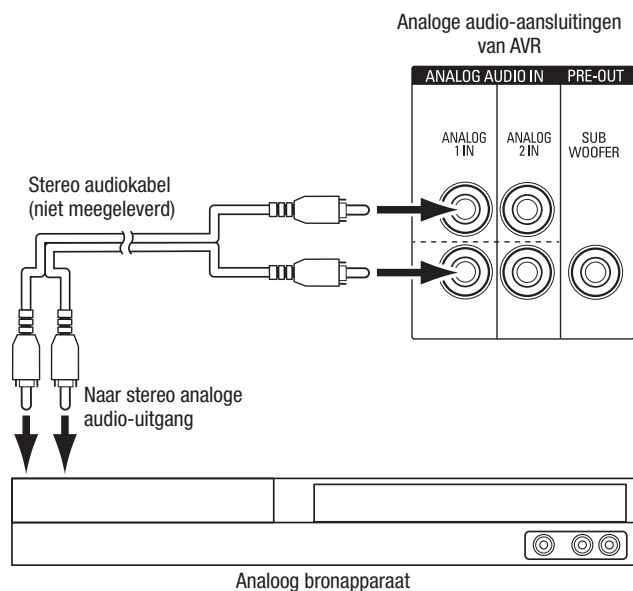 Analoge audio-aansluitingen
van AVR
ANALOG AUDIO IN PRE-OUT
ANALOG
1 IN
ANALOG
2 IN
SUB
WOOFER
Stereo audiokabel
(niet meegeleverd)
Naar stereo analoge
audio-uitgang
Analoog bronapparaat